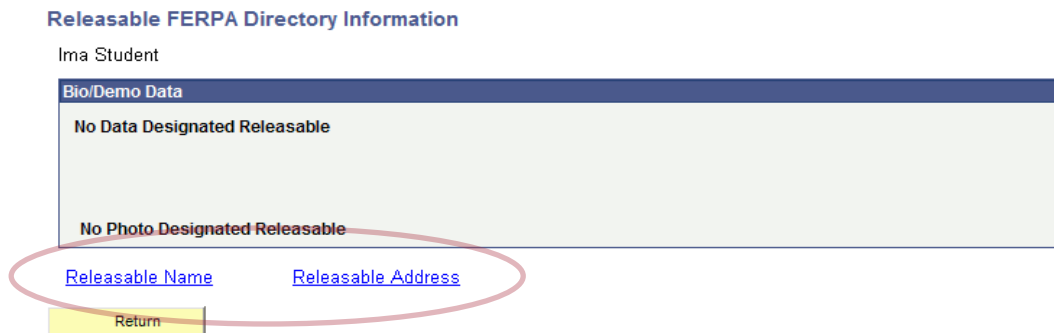 Releasable FERPA Directory Information
Ima Student
Bio/Demo Data
No Data Designated Releasable
No Photo Designated Releasable
Releasable Name Releasable Address
Return